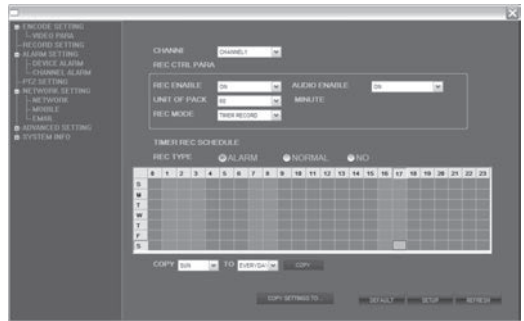 ENCODE SETTING
VIDEO PARA
RECORD SETTING
ALARM SETTING
DEVICE ALARM
CHANNEL ALARM
PTZ SETTING
NETWORK SETTING
NETWORK
MOBILE
EMAIL
ADVANCED SETTING
SYSTEM INFO
CHANNE CHANNEL1
REC CTRL PARA
REC ENABLE ON AUDIO ENABLE ON
UNIT OF PACK 60 MINUTE
REC MODE TIMER RECORD
TIMER REC SCHEDULE
REC TYPE ALARM NORMAL NO
0 1 2 3 4 5 6 7 8 9 10 11 12 13 14 15 16 17 18 19 20 21 22 23
S
M
T
W
T
F
S
COPY SUN TO EVERYDAY COPY
COPY SETTINGS TO DEFAULT SETUP REFRESH